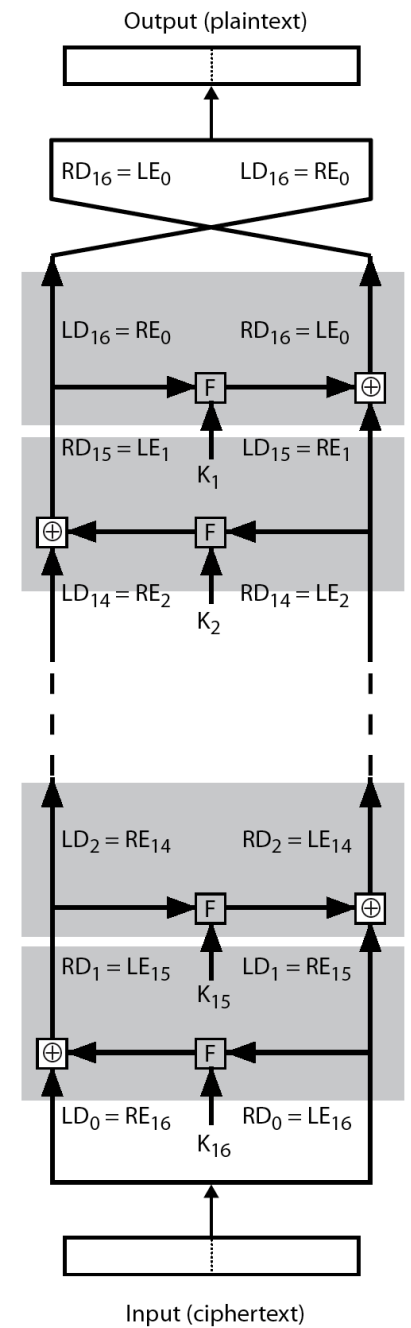 Output (plaintext)
RD₁₆ = LE₀ LD₁₆ = RE₀
LD₁₆ = RE₀ RD₁₆ = LE₀
F ⊕
RD₁₅ = LE₁ LD₁₅ = RE₁
K₁
⊕ F
LD₁₄ = RE₂ RD₁₄ = LE₂
K₂
LD₂ = RE₁₄ RD₂ = LE₁₄
F ⊕
RD₁ = LE₁₅ LD₁ = RE₁₅
K₁₅
⊕ F
LD₀ = RE₁₆ RD₀ = LE₁₆
K₁₆
Input (ciphertext)